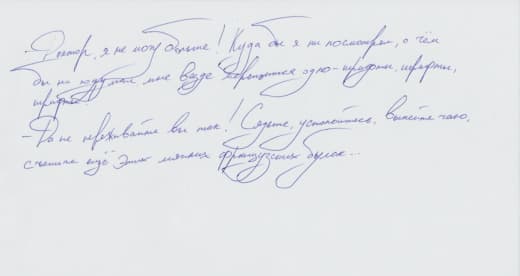 -Доктор, я не могу больше! Куда бы я ни посмотрел, о чём
бы ни подумал, мне везде мерещится одно - шрифты, шрифты,
шрифты...
-Да не переживайте вы так! Сядьте, успокойтесь, выпейте чаю,
съешьте ещё этих мягких французских булок...